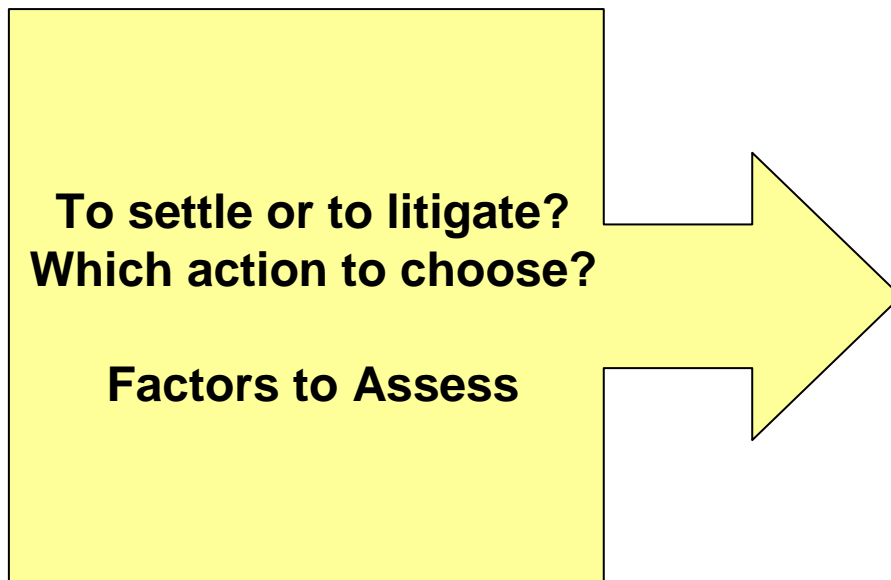 To settle or to litigate?
Which action to choose?
Factors to Assess